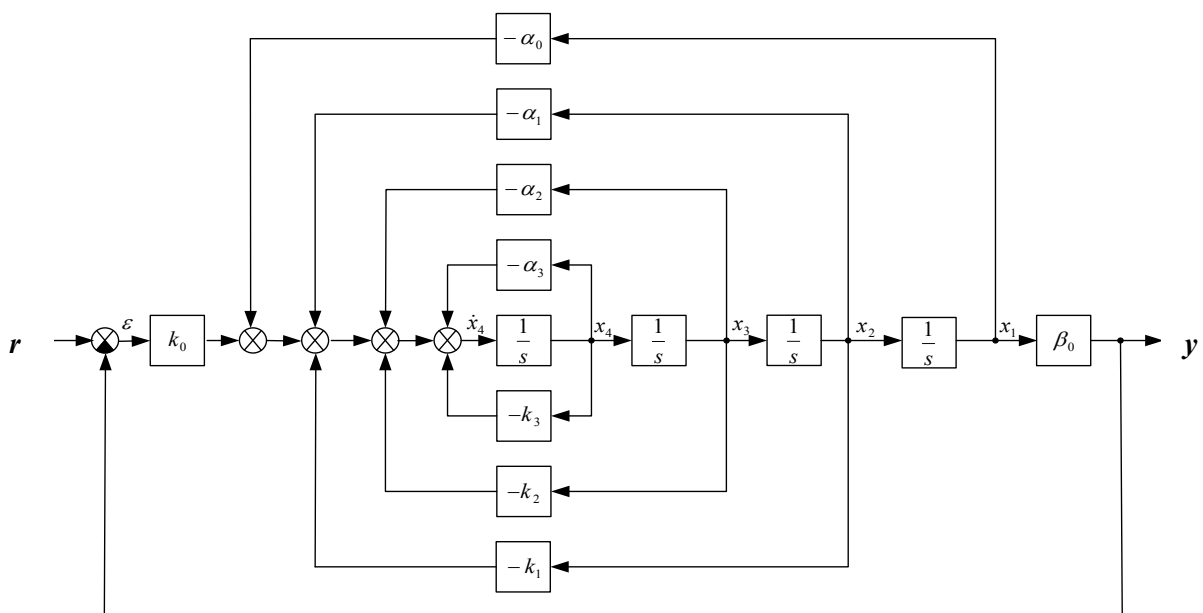 −α₀
−α₁
−α₂
−α₃
r
ε
k₀
ẋ₄
1/s
x₄
1/s
x₃
1/s
x₂
1/s
x₁
β₀
y
−k₃
−k₂
−k₁